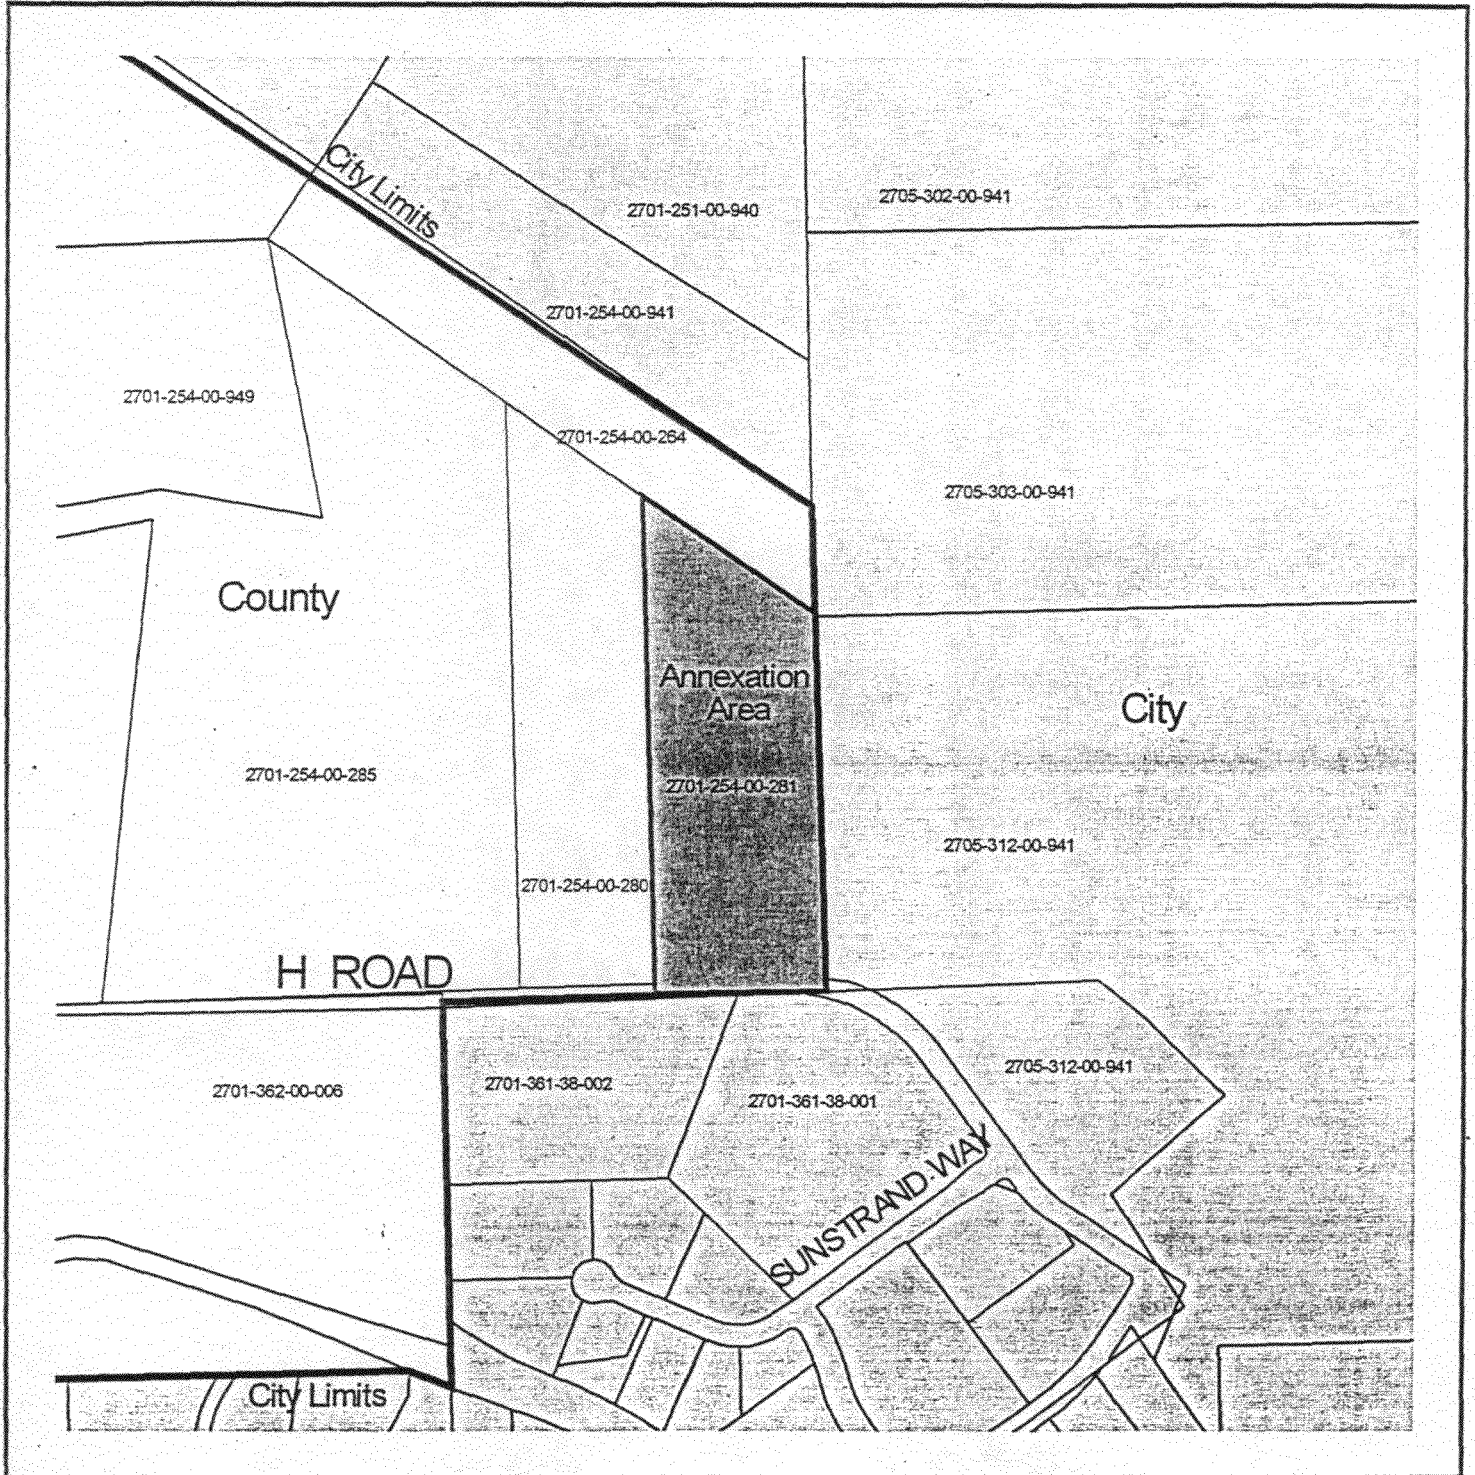 City Limits
2701-251-00-940
2705-302-00-941
2701-254-00-941
2701-254-00-949
2701-254-00-264
2705-303-00-941
County
Annexation
Area
City
2701-254-00-285
2701-254-00-281
2705-312-00-941
2701-254-00-280
H ROAD
2701-362-00-006
2701-361-38-002
2701-361-38-001
2705-312-00-941
SUNSTRAND WAY
City Limits